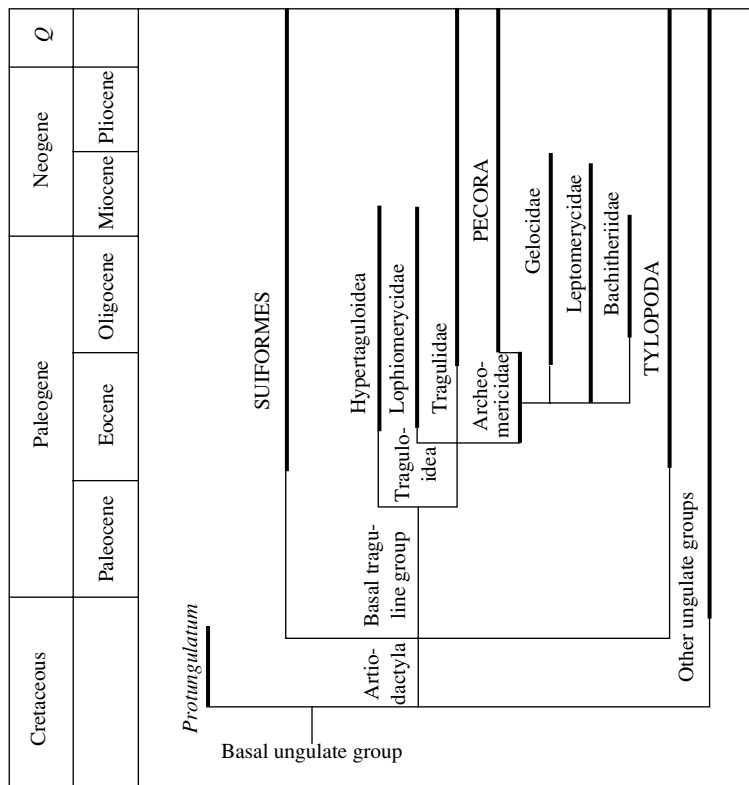 Q
Neogene
Pliocene
Miocene
Paleogene
Oligocene
Eocene
Paleocene
Cretaceous
SUIFORMES
Hypertaguloidea
Lophiomerycidae
Tragulidae
PECORA
Gelocidae
Leptomerycidae
Bachitheriidae
TYLOPODA
Archeo-
mericidae
Tragulo-
idea
Basal tragu-
line group
Artio-
dactyla
Other ungulate groups
Protungulatum
Basal ungulate group